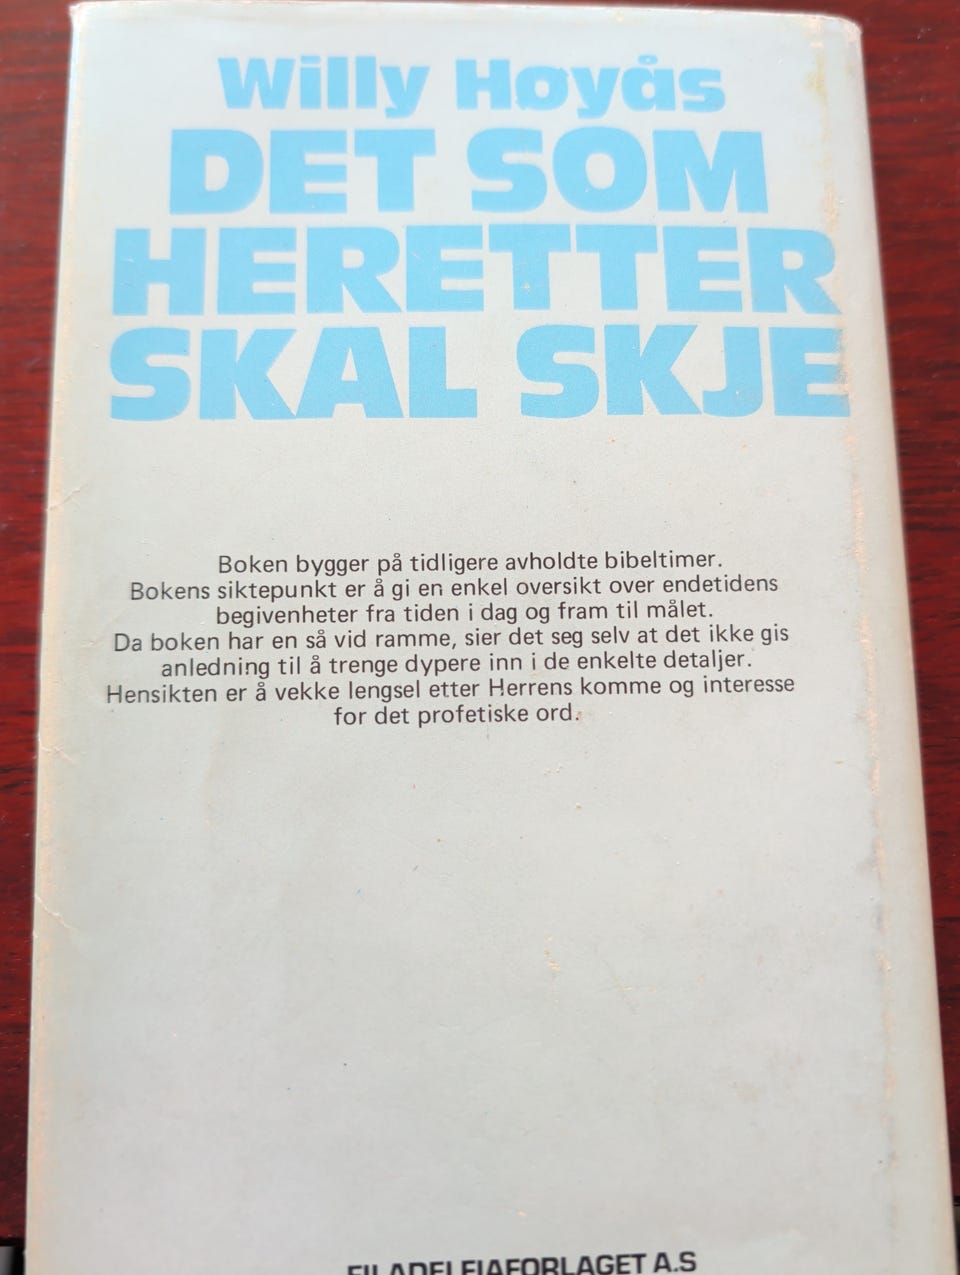 Willy Høyås
DET SOM
HERETTER
SKAL SKJE
Boken bygger på tidligere avholdte bibeltimer.
Bokens siktepunkt er å gi en enkel oversikt over endetidens
begivenheter fra tiden i dag og fram til målet.
Da boken har en så vid ramme, sier det seg selv at det ikke gis
anledning til å trenge dypere inn i de enkelte detaljer.
Hensikten er å vekke lengsel etter Herrens komme og interesse
for det profetiske ord.
FILADELFIAFORLAGET A.S